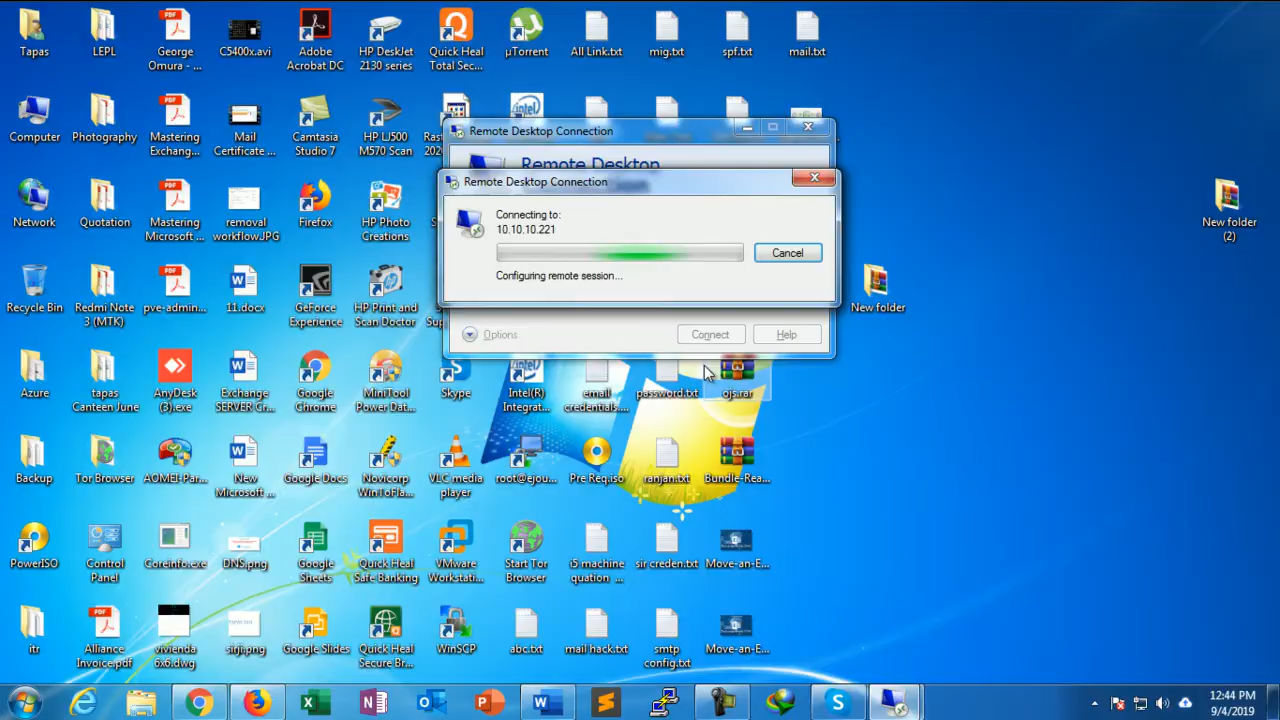 Tapas
LEPL
George
Omura - ...
C5400x.avi
Adobe
Acrobat DC
HP DeskJet
2130 series
Quick Heal
Total Sec...
µTorrent
All Link.txt
mig.txt
spf.txt
mail.txt
Computer
Photography
Mastering
Exchang...
Mail
Certificate ...
Camtasia
Studio 7
HP LJ500
M570 Scan
Network
Quotation
Mastering
Microsoft ...
removal
workflow.JPG
Firefox
HP Photo
Creations
Recycle Bin
Redmi Note
3 (MTK)
pve-admin...
11.docx
GeForce
Experience
HP Print and
Scan Doctor
Remote Desktop Connection
Remote Desktop
Remote Desktop Connection
Connecting to:
10.10.10.221
Cancel
Configuring remote session...
Options
Connect
Help
New folder
New folder
(2)
Azure
tapas
Canteen June
AnyDesk
(3).exe
Exchange
SERVER Cr...
Google
Chrome
MiniTool
Power Dat...
Skype
Intel(R)
Integrat...
email
credentials....
password.txt
ojs.rar
Backup
Tor Browser
AOMEI-Par...
New
Microsoft ...
Google Docs
Novicorp
WinToFla...
VLC media
player
root@ejou...
Pre Req.iso
ranjan.txt
Bundle-Rea...
PowerISO
Control
Panel
Coreinfo.exe
DNS.png
Google
Sheets
Quick Heal
Safe Banking
VMware
Workstati...
Start Tor
Browser
i5 machine
quation ...
sir creden.txt
Move-an-E...
itr
Alliance
Invoice.pdf
vivienda
6x6.dwg
sirji.png
Google Slides
Quick Heal
Secure Br...
WinSCP
abc.txt
mail hack.txt
smtp
config.txt
Move-an-E...
12:44 PM
9/4/2019